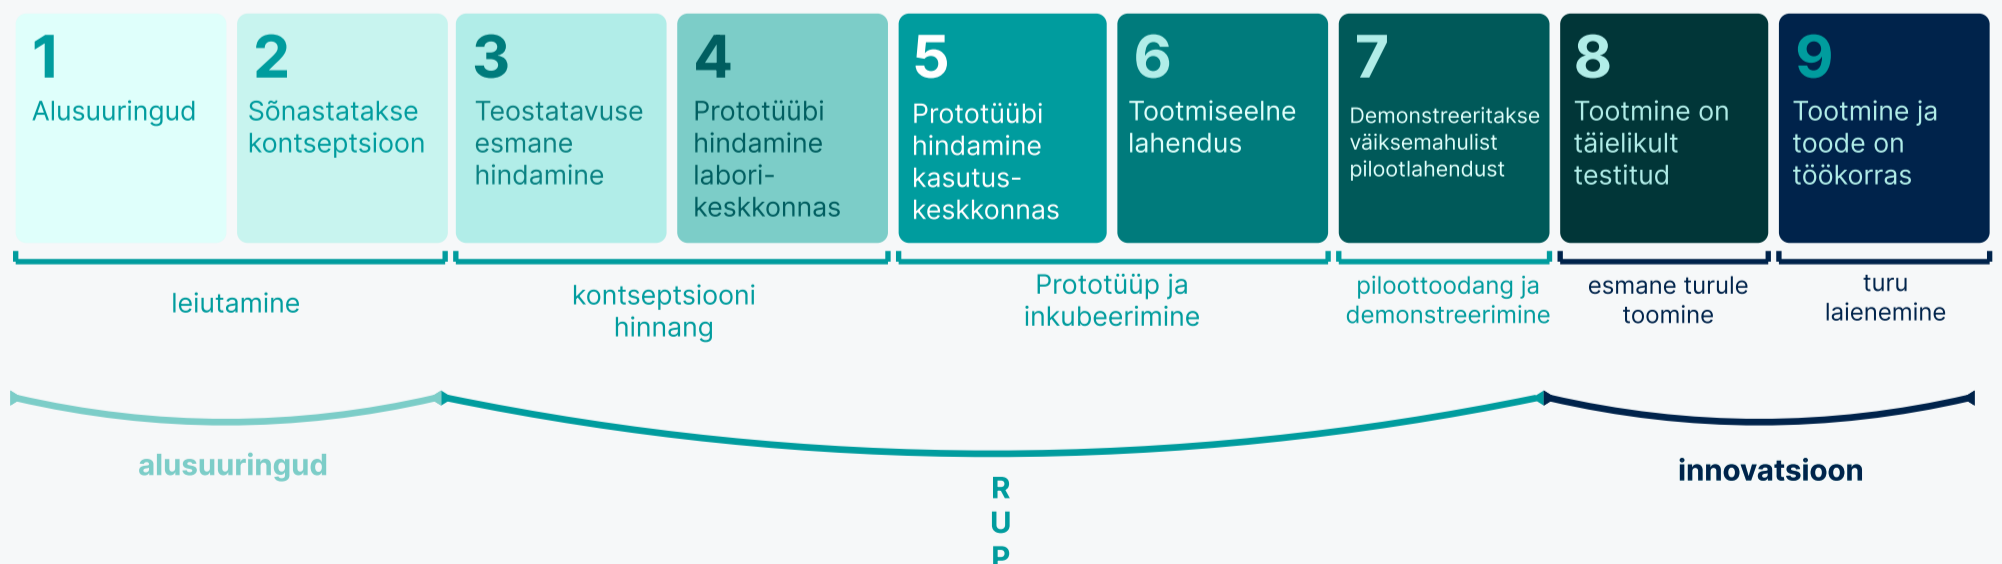 1
Alusuuringud
2
Sõnastatakse
kontseptsioon
3
Teostatavuse
esmane
hindamine
4
Prototüübi
hindamine
labori-
keskkonnas
5
Prototüübi
hindamine
kasutus-
keskkonnas
6
Tootmiseelne
lahendus
7
Demonstreeritakse
väiksemahulist
pilootlahendust
8
Tootmine on
täielikult
testitud
9
Tootmine ja
toode on
töökorras
leiutamine
kontseptsiooni
hinnang
Prototüüp ja
inkubeerimine
piloottoodang ja
demonstreerimine
esmane turule
toomine
turu
laienemine
alusuuringud
R
U
P
innovatsioon